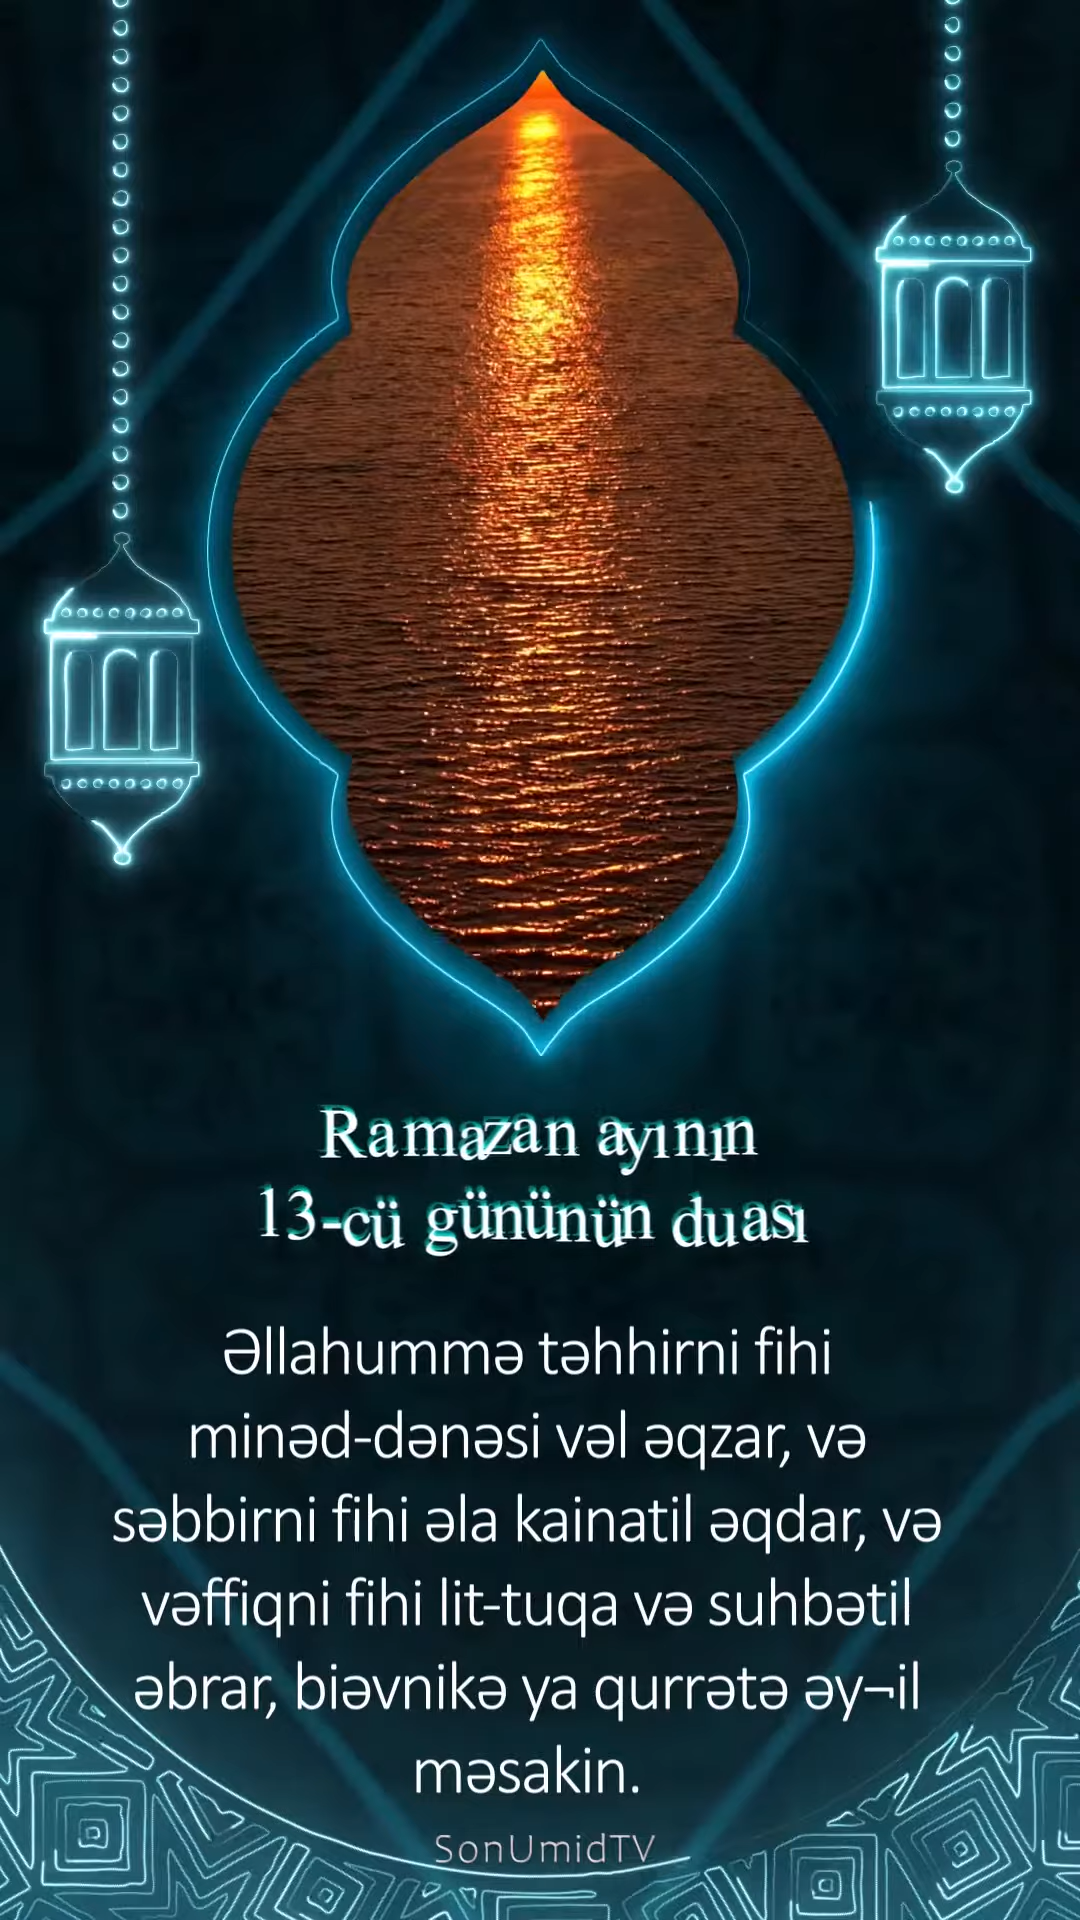 Ramazan ayının
13-cü gününün duası
Əllahummə təhhirni fihi
minəd-dənəsi vəl əqzar, və
səbbirni fihi əla kainatil əqdar, və
vəffiqni fihi lit-tuqa və suhbətil
əbrar, biəvnikə ya qurrətə əy¬il
məsakin.
SonUmidTV